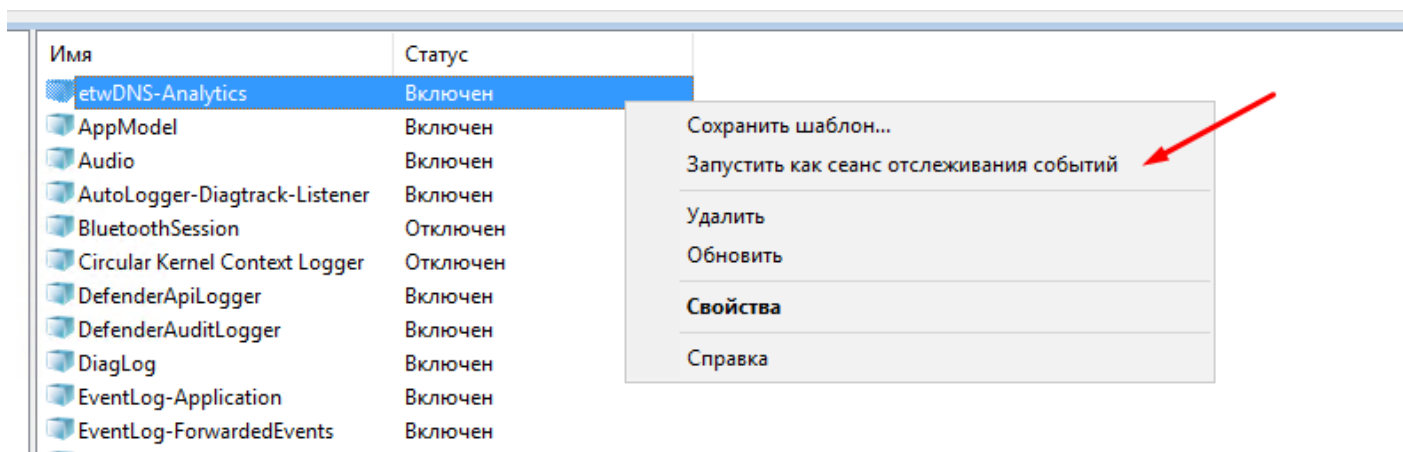 Имя Статус
etwDNS-Analytics Включен
AppModel Включен
Audio Включен
AutoLogger-Diagtrack-Listener Включен
BluetoothSession Отключен
Circular Kernel Context Logger Отключен
DefenderApiLogger Включен
DefenderAuditLogger Включен
DiagLog Включен
EventLog-Application Включен
EventLog-ForwardedEvents Включен
Сохранить шаблон...
Запустить как сеанс отслеживания событий
Удалить
Обновить
Свойства
Справка